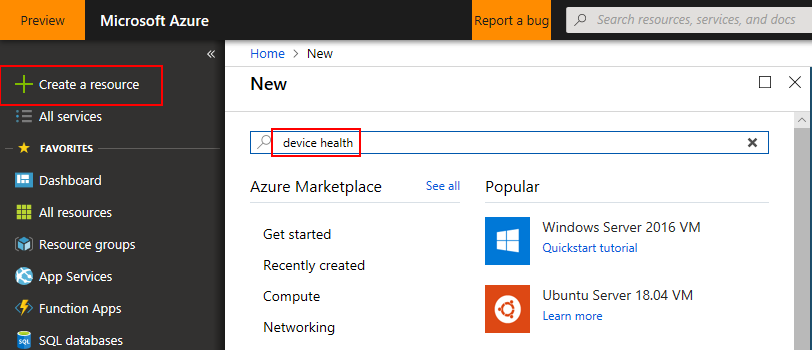 Preview
Microsoft Azure
Report a bug
Search resources, services, and docs
«
Create a resource
All services
FAVORITES
Dashboard
All resources
Resource groups
App Services
Function Apps
SQL databases
Home > New
New
device health
Azure Marketplace
See all
Get started
Recently created
Compute
Networking
Popular
Windows Server 2016 VM
Quickstart tutorial
Ubuntu Server 18.04 VM
Learn more